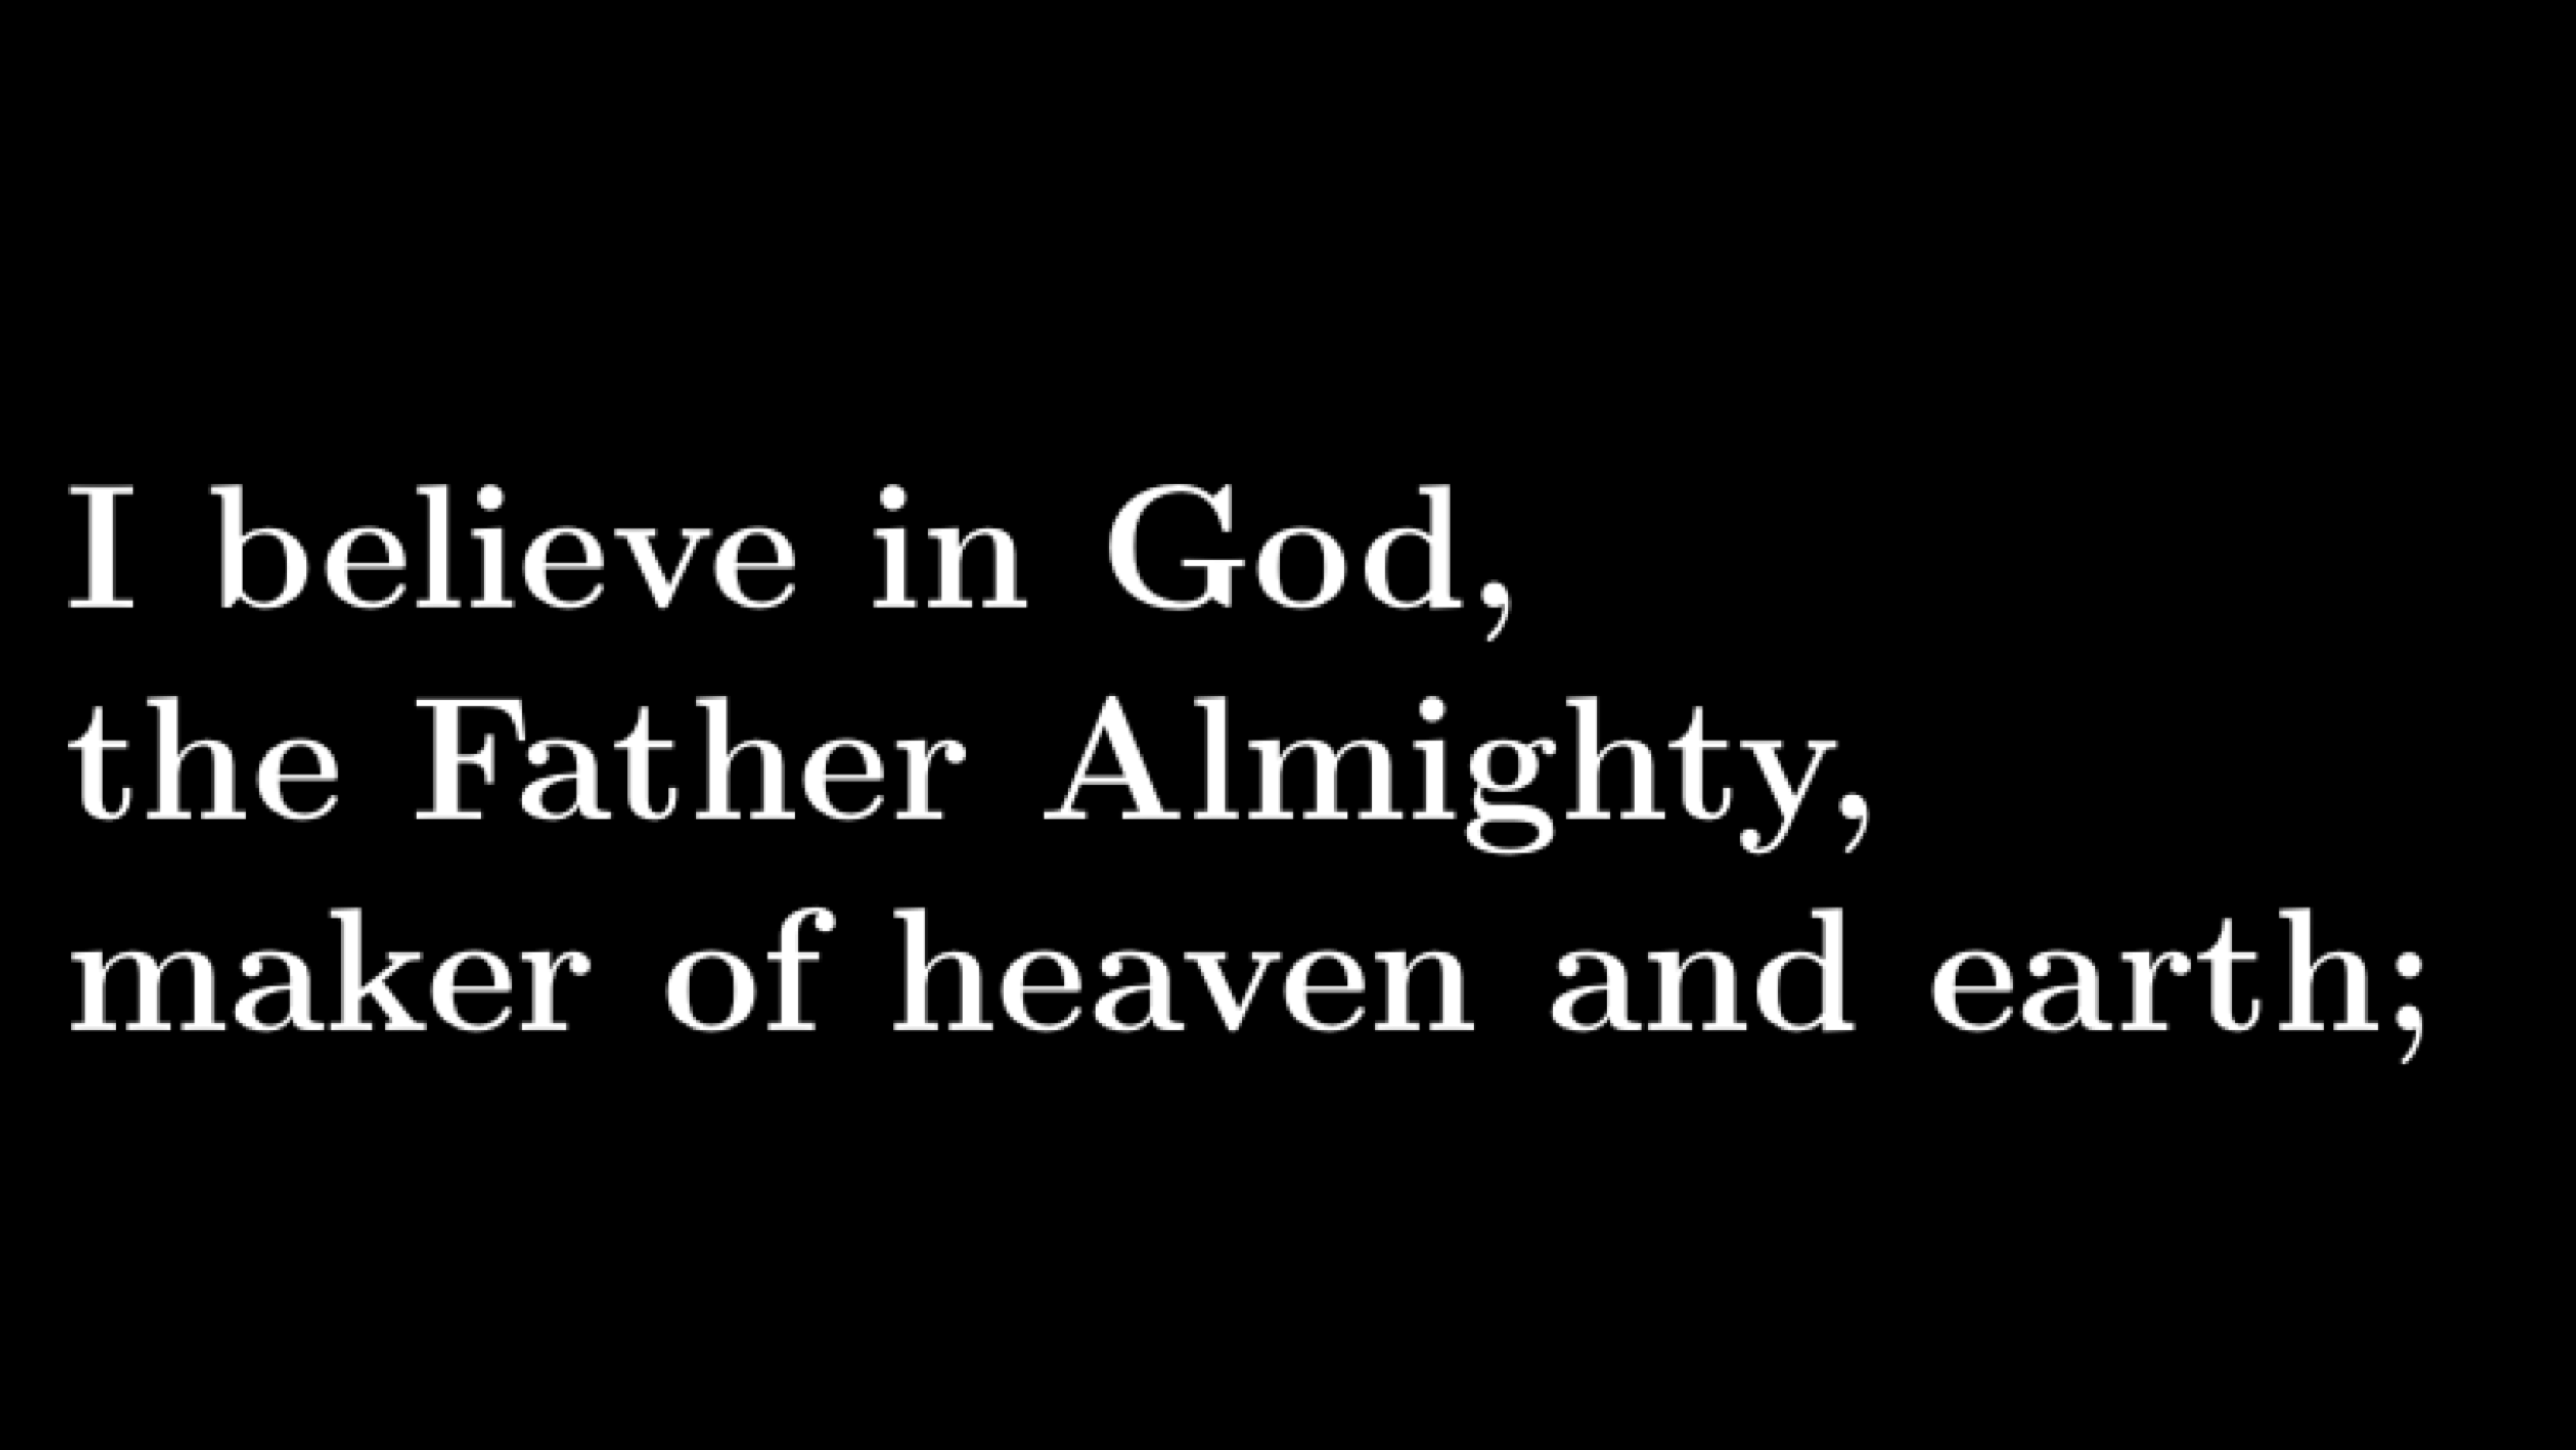 I believe in God,
the Father Almighty,
maker of heaven and earth;